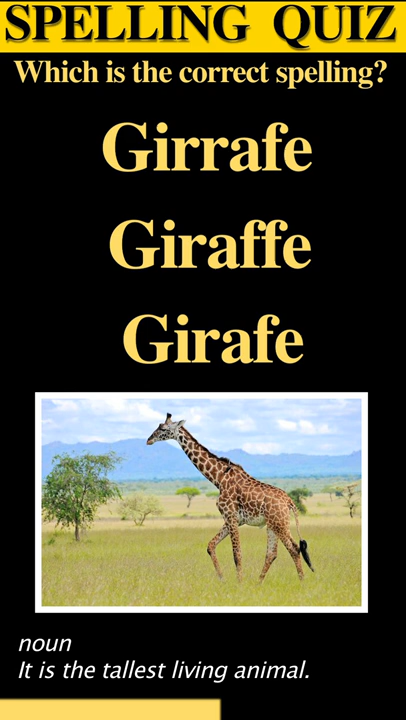 SPELLING QUIZ
Which is the correct spelling?
Girrafe
Giraffe
Girafe
noun
It is the tallest living animal.